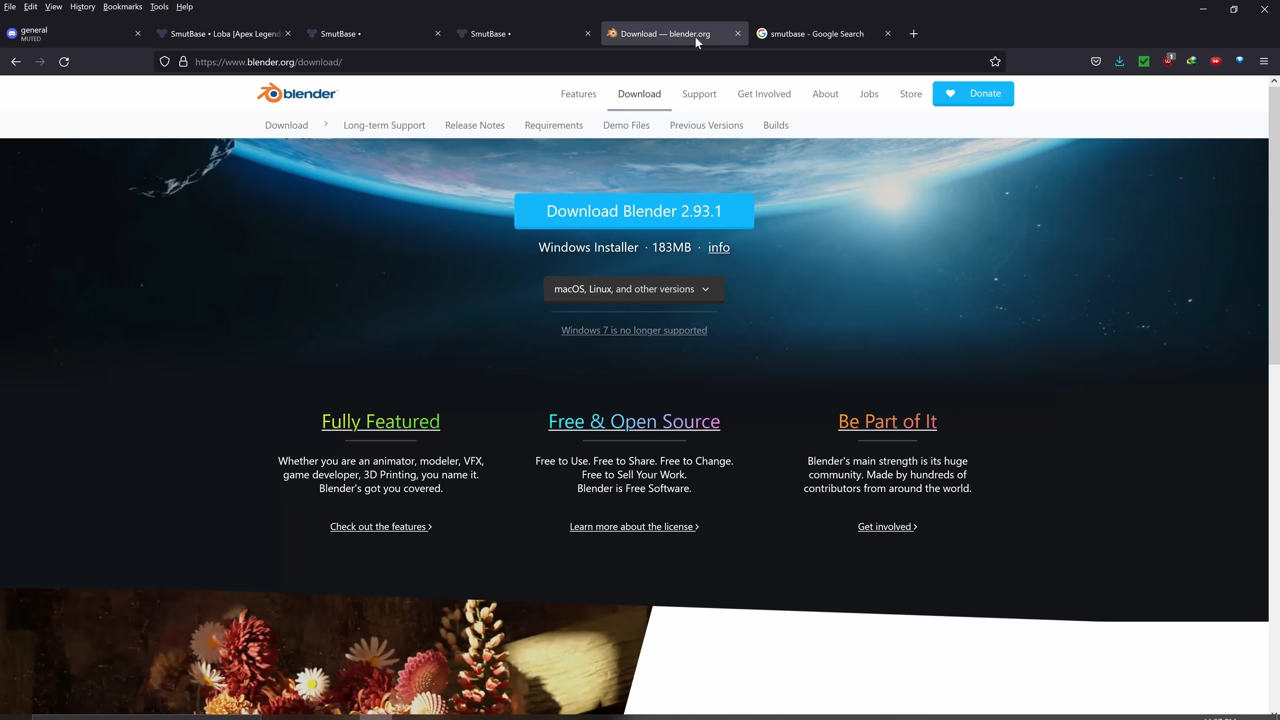 File Edit View History Bookmarks Tools Help
general
MUTED
SmutBase • Loba [Apex Legend
SmutBase •
SmutBase •
Download — blender.org
smutbase - Google Search
https://www.blender.org/download/
1
blender
Features
Download
Support
Get Involved
About
Jobs
Store
Donate
Download
Long-term Support
Release Notes
Requirements
Demo Files
Previous Versions
Builds
Download Blender 2.93.1
Windows Installer · 183MB · info
macOS, Linux, and other versions
Windows 7 is no longer supported
Fully Featured
Whether you are an animator, modeler, VFX,
game developer, 3D Printing, you name it.
Blender's got you covered.
Check out the features
Free & Open Source
Free to Use. Free to Share. Free to Change.
Free to Sell Your Work.
Blender is Free Software.
Learn more about the license
Be Part of It
Blender's main strength is its huge
community. Made by hundreds of
contributors from around the world.
Get involved